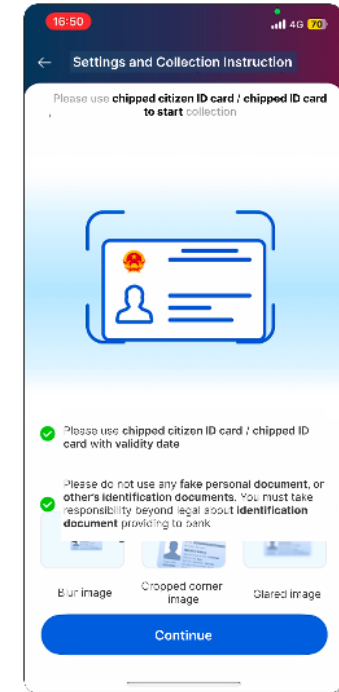 16:50
4G 70
Settings and Collection Instruction
Please use chipped citizen ID card / chipped ID card
to start collection
Please use chipped citizen ID card / chipped ID
card with validity date
Please do not use any fake personal document, or
other's identification documents. You must take
responsibility beyond legal about identification
document providing to bank
Blur image
Cropped corner
image
Glared image
Continue